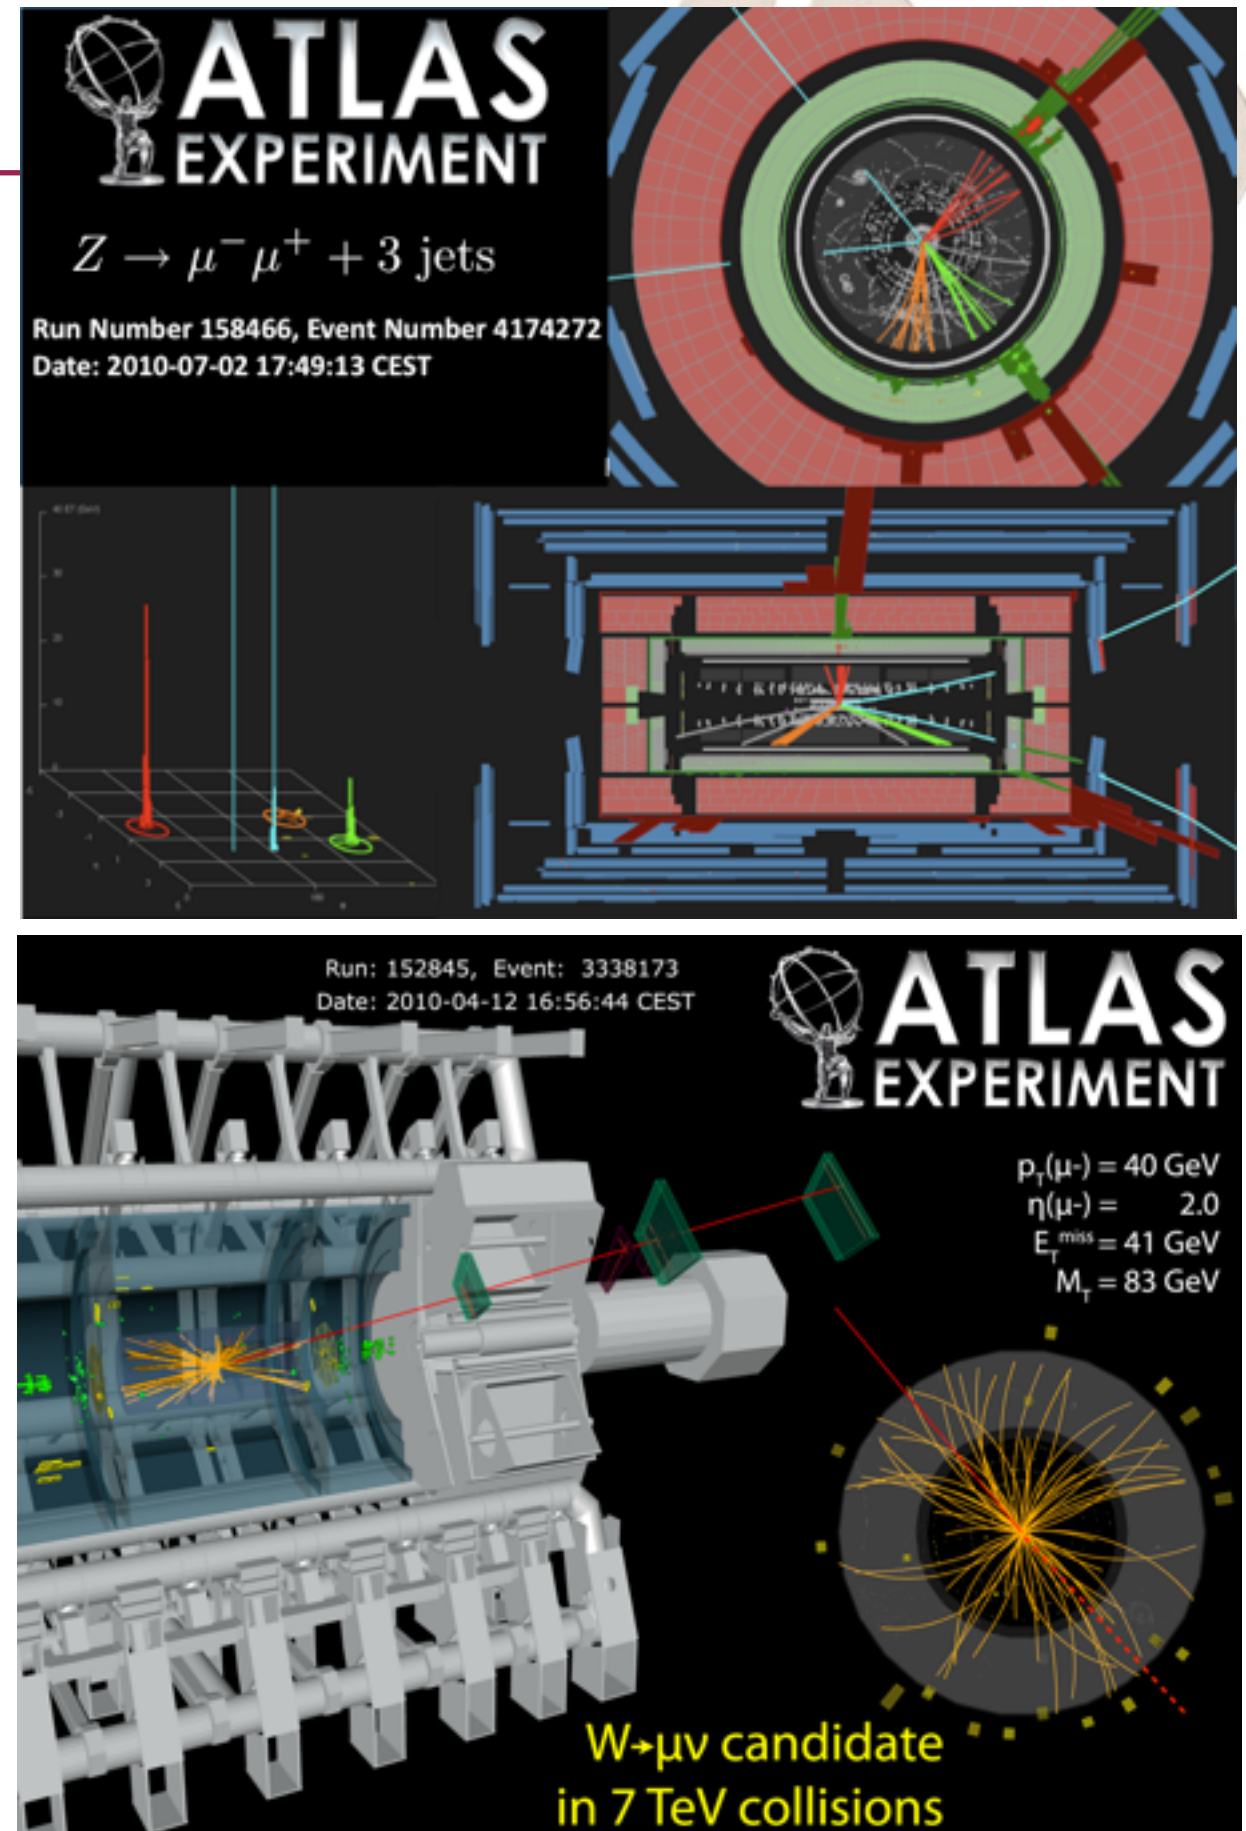 ATLAS
EXPERIMENT
Z → μ⁻μ⁺ + 3 jets
Run Number 158466, Event Number 4174272
Date: 2010-07-02 17:49:13 CEST
Run: 152845, Event: 3338173
Date: 2010-04-12 16:56:44 CEST
ATLAS
EXPERIMENT
p_T(μ-) = 40 GeV
η(μ-) = 2.0
E_T^miss = 41 GeV
M_T = 83 GeV
W→μν candidate
in 7 TeV collisions